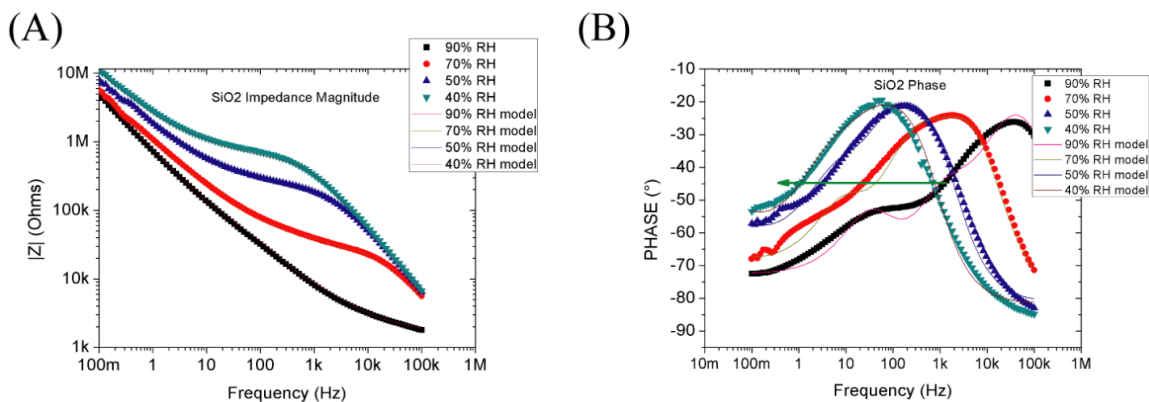 (A)
(B)
SiO2 Impedance Magnitude
90% RH
70% RH
50% RH
40% RH
90% RH model
70% RH model
50% RH model
40% RH model
10M
1M
100k
10k
1k
|Z| (Ohms)
100m 1 10 100 1k 10k 100k 1M
Frequency (Hz)
SiO2 Phase
90% RH
70% RH
50% RH
40% RH
90% RH model
70% RH model
50% RH model
40% RH model
-10
-20
-30
-40
-50
-60
-70
-80
-90
PHASE (°)
10m 100m 1 10 100 1k 10k 100k 1M
Frequency (Hz)